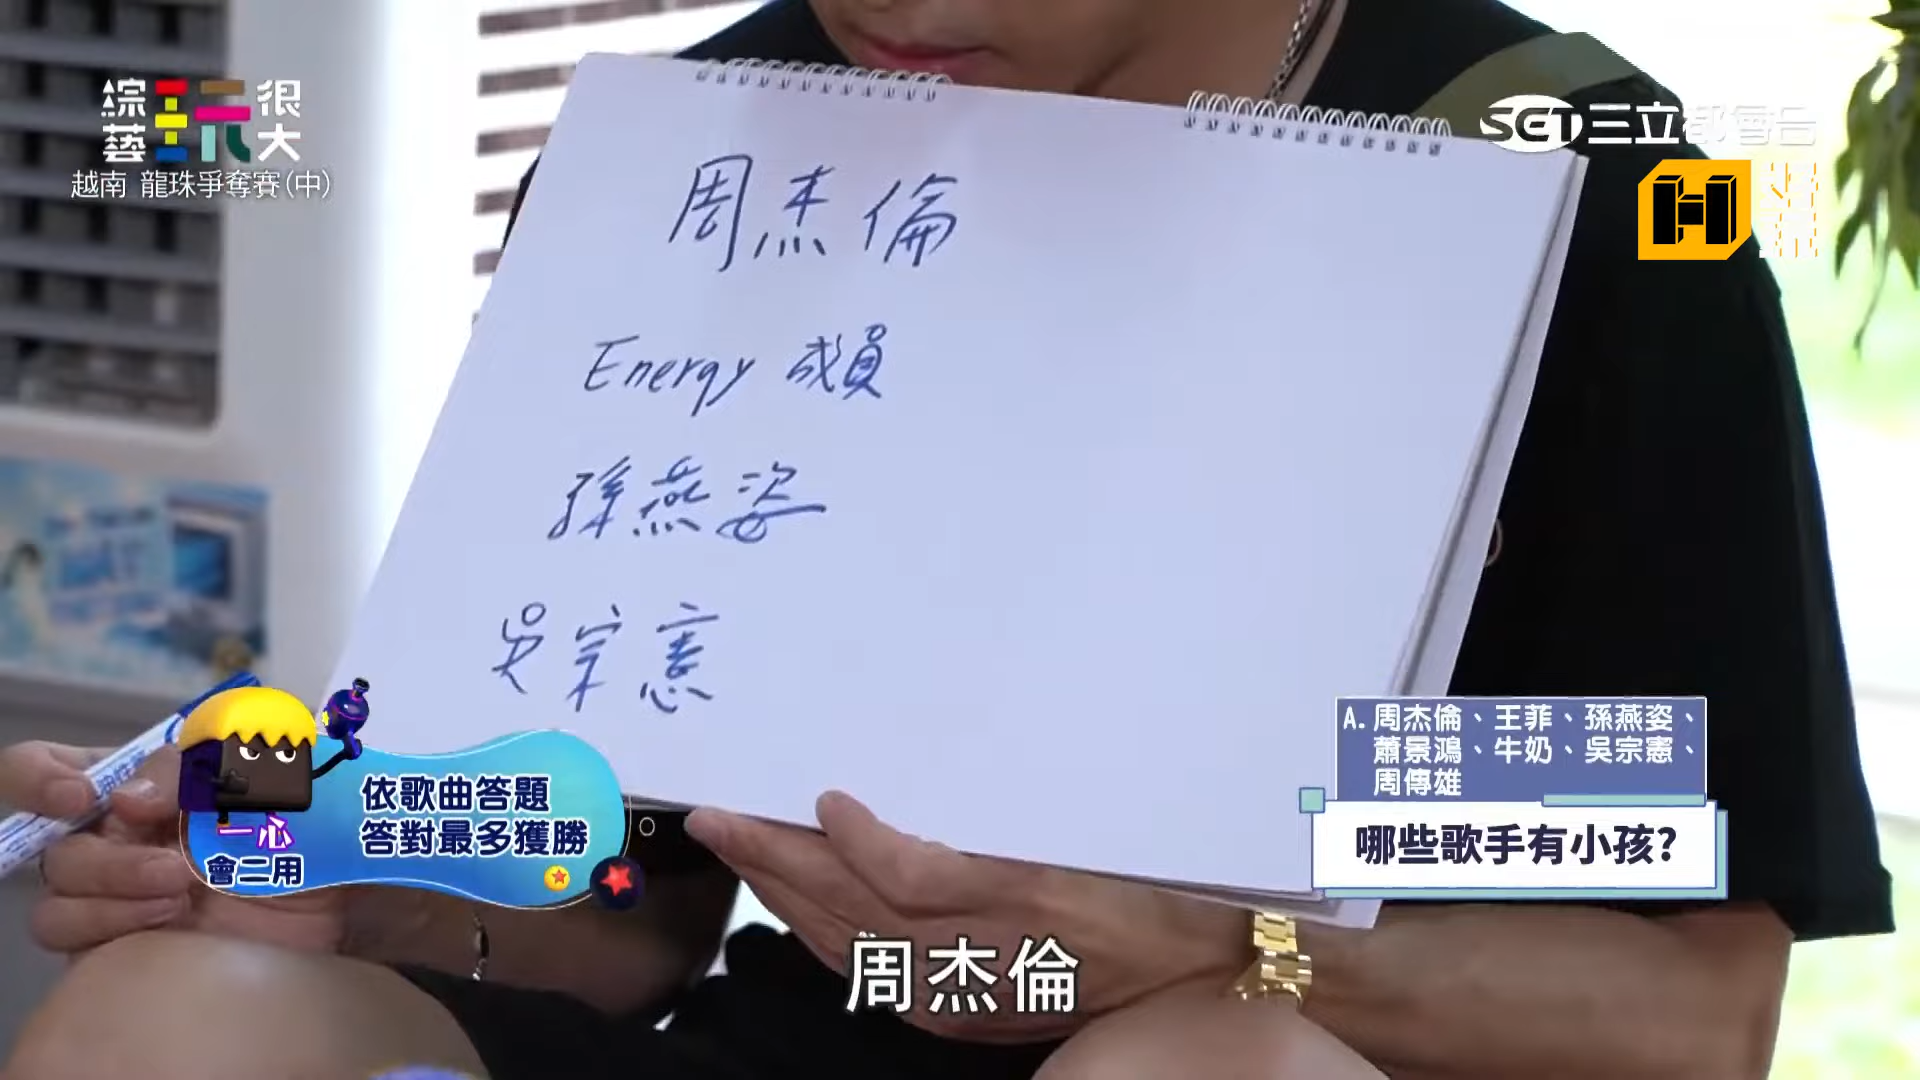 綜藝玩很大
越南 龍珠爭奪賽(中)
SET 三立都會台
H
周杰倫
Energy 成員
孫燕姿
吳宗憲
一心
會二用
依歌曲答題
答對最多獲勝
A. 周杰倫、王菲、孫燕姿、
蕭景鴻、牛奶、吳宗憲、
周傳雄
哪些歌手有小孩?
周杰倫